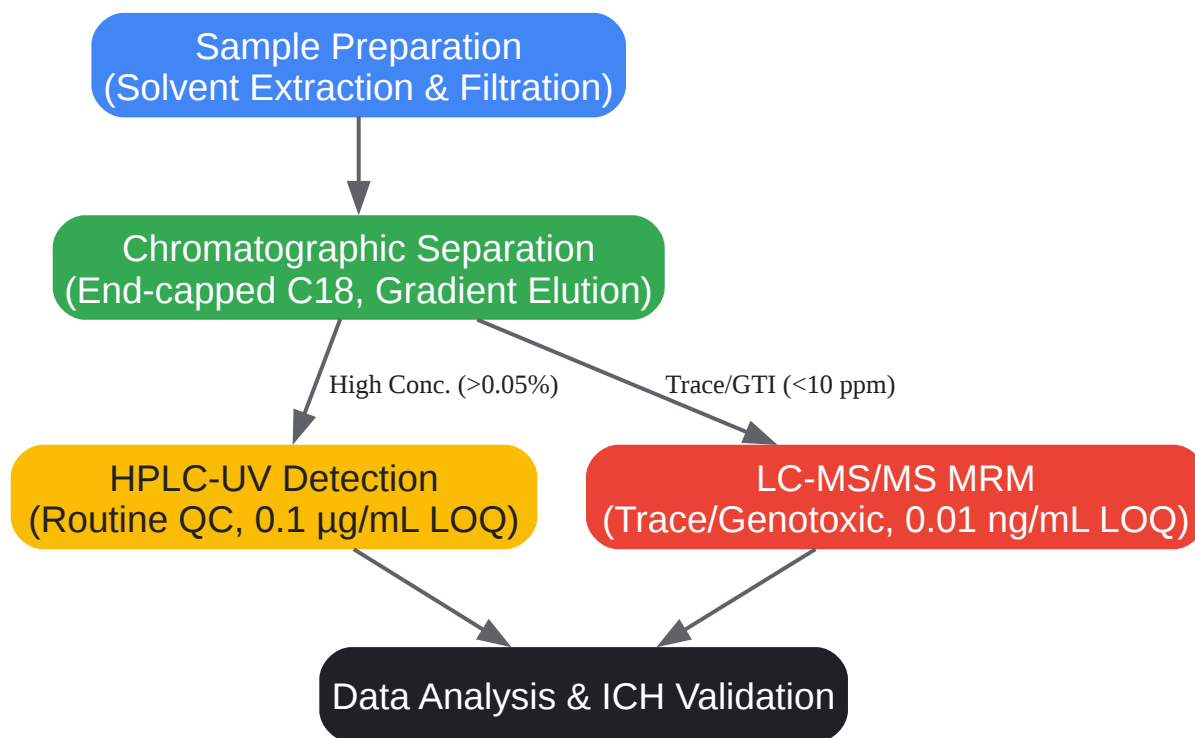 Sample Preparation
(Solvent Extraction & Filtration)
Chromatographic Separation
(End-capped C18, Gradient Elution)
High Conc. (>0.05%)
Trace/GTI (<10 ppm)
HPLC-UV Detection
(Routine QC, 0.1 µg/mL LOQ)
LC-MS/MS MRM
(Trace/Genotoxic, 0.01 ng/mL LOQ)
Data Analysis & ICH Validation